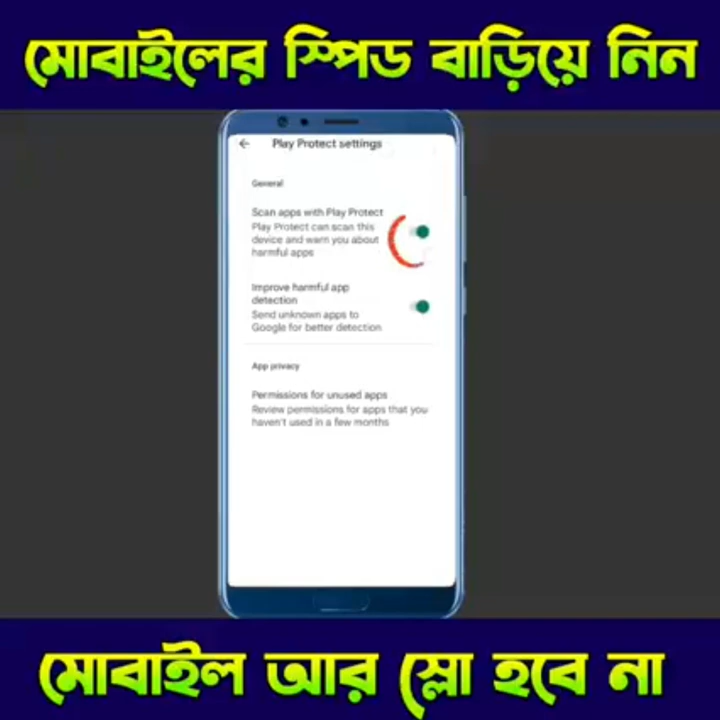 মোবাইলের স্পিড বাড়িয়ে নিন
Play Protect settings
General
Scan apps with Play Protect
Play Protect can scan this
device and warn you about
harmful apps
Improve harmful app
detection
Send unknown apps to
Google for better detection
App privacy
Permissions for unused apps
Review permissions for apps that you
haven't used in a few months
মোবাইল আর স্লো হবে না